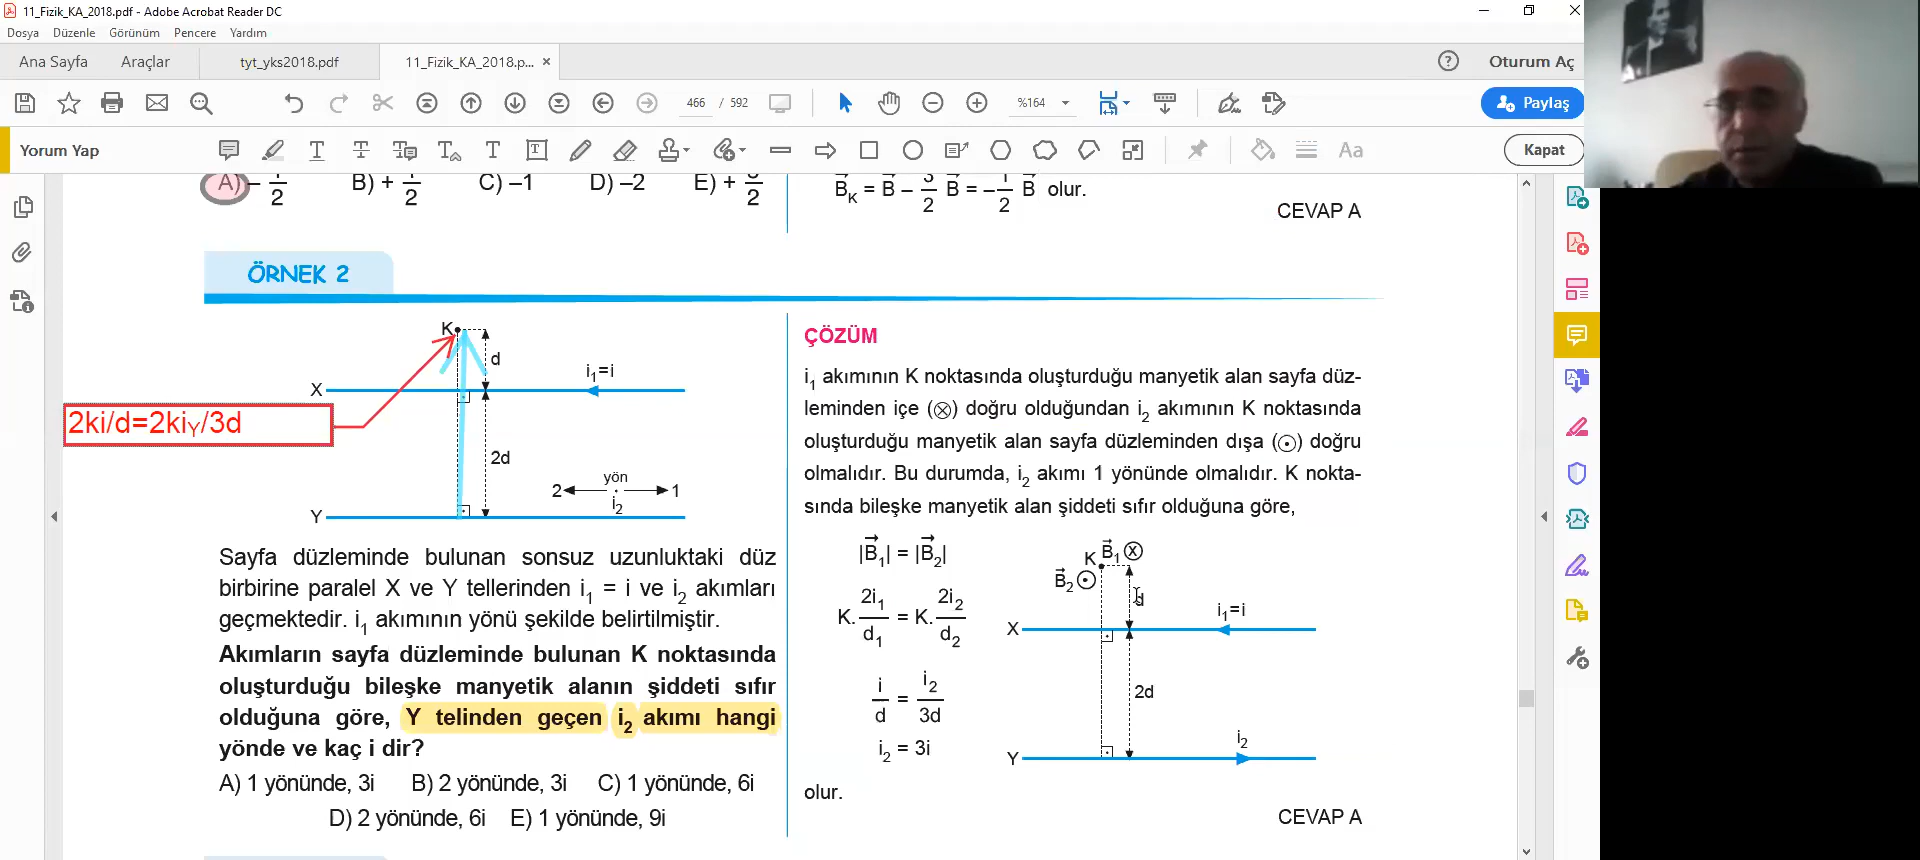 11_Fizik_KA_2018.pdf - Adobe Acrobat Reader DC
Dosya Düzenle Görünüm Pencere Yardım
Ana Sayfa Araçlar tyt_yks2018.pdf 11_Fizik_KA_2018.p... × Oturum Aç
466 / 592 %164 Paylaş
Yorum Yap Kapat
A) – 1/2 B) + 1/2 C) –1 D) –2 E) + 3/2
B⃗K = B⃗ – 3/2 B⃗ = – 1/2 B⃗ olur.
CEVAP A
ÖRNEK 2
K
d
i₁=i
X
2ki/d=2kiY/3d
2d
yön
2 1
i₂
Y
Sayfa düzleminde bulunan sonsuz uzunluktaki düz
birbirine paralel X ve Y tellerinden i₁ = i ve i₂ akımları
geçmektedir. i₁ akımının yönü şekilde belirtilmiştir.
Akımların sayfa düzleminde bulunan K noktasında
oluşturduğu bileşke manyetik alanın şiddeti sıfır
olduğuna göre, Y telinden geçen i₂ akımı hangi
yönde ve kaç i dir?
A) 1 yönünde, 3i B) 2 yönünde, 3i C) 1 yönünde, 6i
D) 2 yönünde, 6i E) 1 yönünde, 9i
ÇÖZÜM
i₁ akımının K noktasında oluşturduğu manyetik alan sayfa düz-
leminden içe (⊗) doğru olduğundan i₂ akımının K noktasında
oluşturduğu manyetik alan sayfa düzleminden dışa (⊙) doğru
olmalıdır. Bu durumda, i₂ akımı 1 yönünde olmalıdır. K nokta-
sında bileşke manyetik alan şiddeti sıfır olduğuna göre,
|B⃗₁| = |B⃗₂|
K. 2i₁/d₁ = K. 2i₂/d₂
i/d = i₂/3d
i₂ = 3i
olur.
K B⃗₁ ⊗
B⃗₂ ⊙
d
i₁=i
X
2d
i₂
Y
CEVAP A